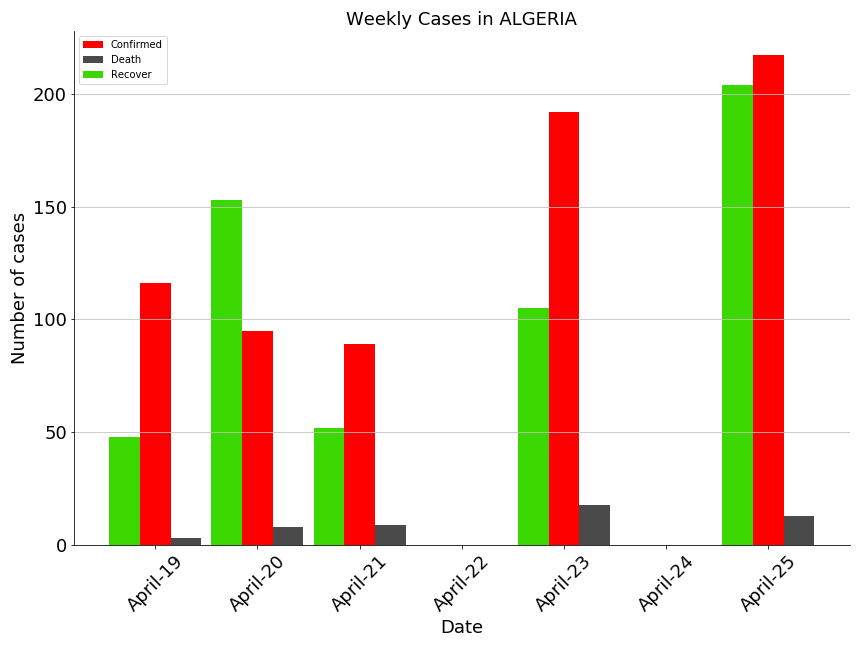 Weekly Cases in ALGERIA
Confirmed
Death
Recover
Number of cases
200
150
100
50
0
April-19
April-20
April-21
April-22
April-23
April-24
April-25
Date